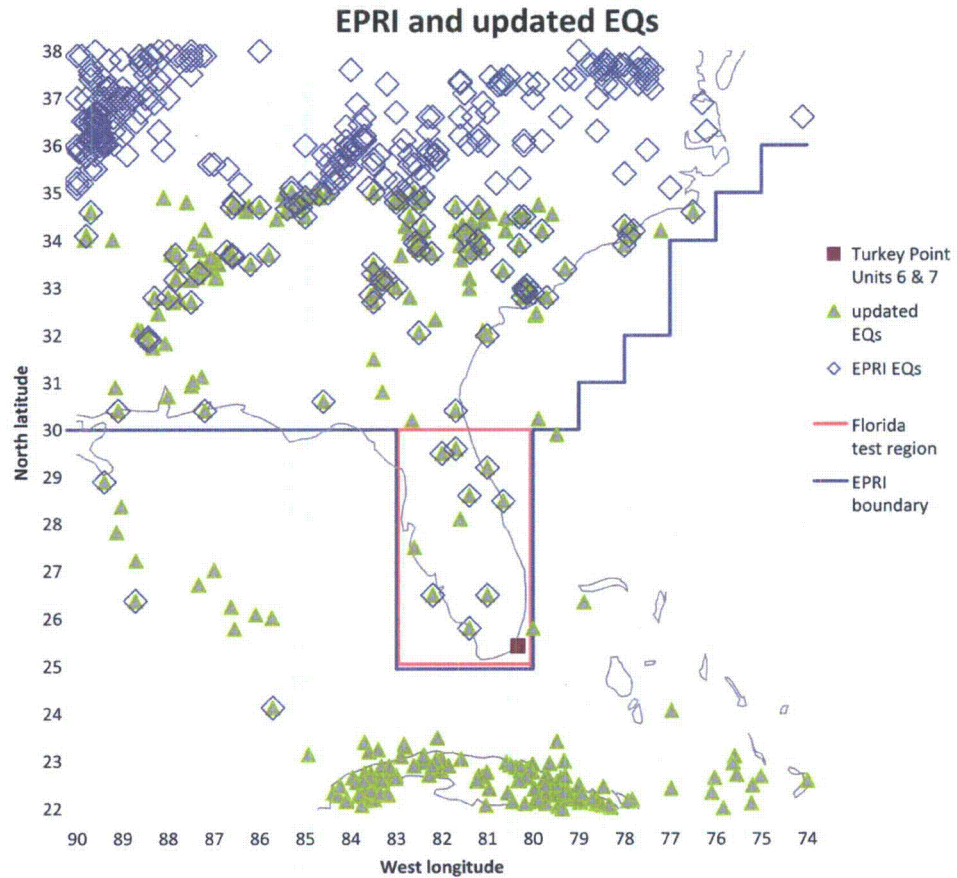 EPRI and updated EQs
38
37
36
35
34
33
32
31
30
29
28
27
26
25
24
23
22
North latitude
90 89 88 87 86 85 84 83 82 81 80 79 78 77 76 75 74
West longitude
Turkey Point
Units 6 & 7
updated
EQs
EPRI EQs
Florida
test region
EPRI
boundary